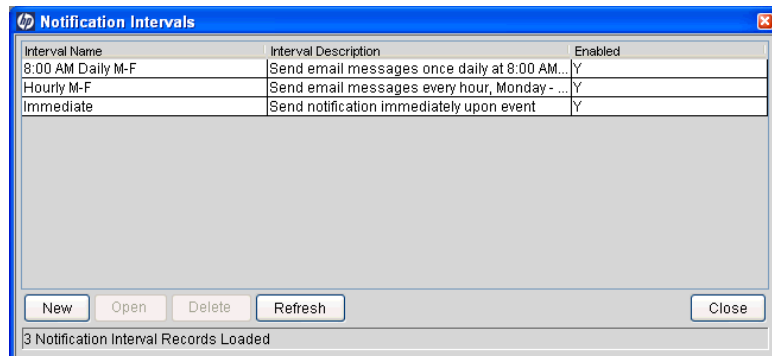 hp Notification Intervals
Interval Name Interval Description Enabled
8:00 AM Daily M-F Send email messages once daily at 8:00 AM... Y
Hourly M-F Send email messages every hour, Monday - ... Y
Immediate Send notification immediately upon event Y
New Open Delete Refresh Close
3 Notification Interval Records Loaded